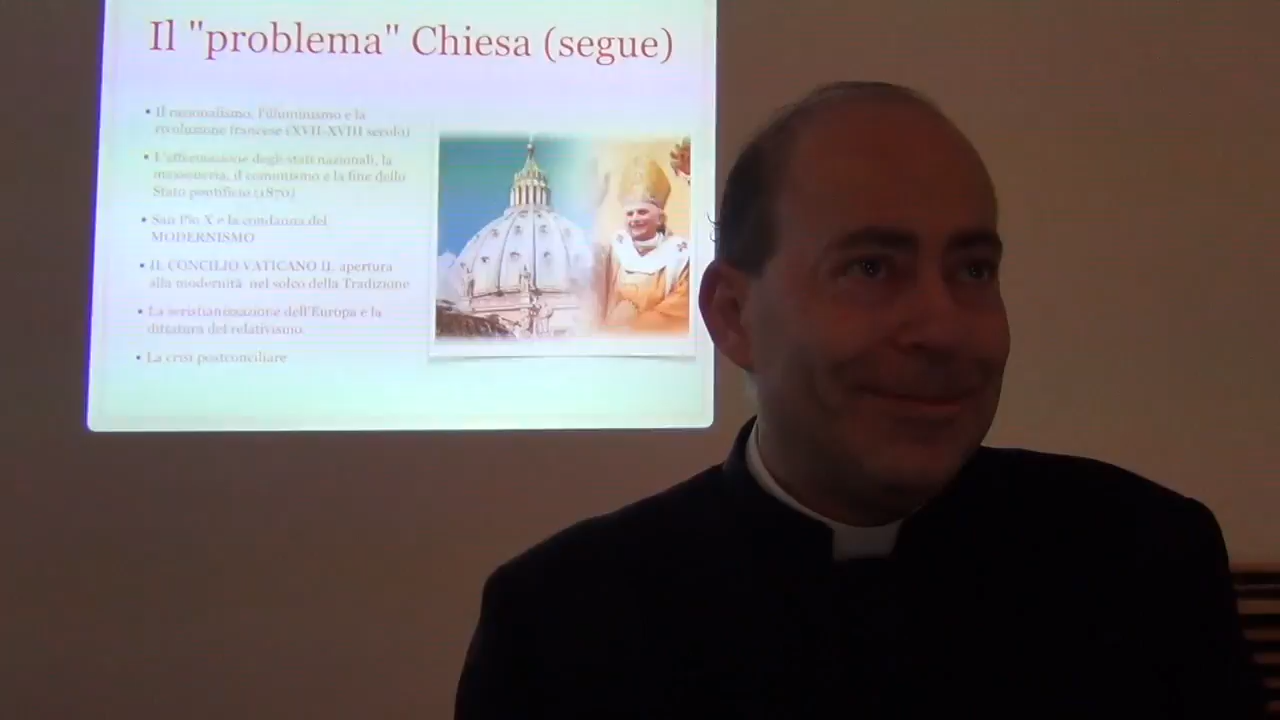 Il "problema" Chiesa (segue)
• Il razionalismo, l'illuminismo e la
rivoluzione francese (XVII-XVIII secolo)
• L'affermazione degli stati nazionali, la
massoneria, il comunismo e la fine dello
Stato pontificio (1870)
• San Pio X e la condanna del
MODERNISMO
• IL CONCILIO VATICANO II, apertura
alla modernità nel solco della Tradizione
• La scristianizzazione dell'Europa e la
dittatura del relativismo
• La crisi postconciliare